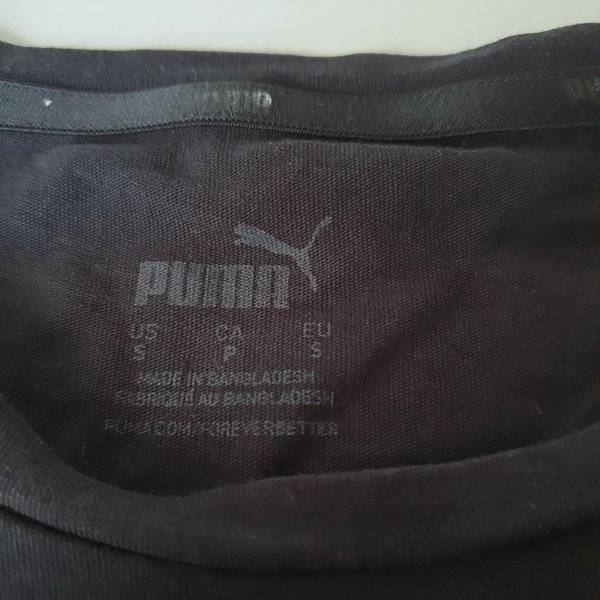 PUMA
US CA EU
S P S
MADE IN BANGLADESH
FABRIQUÉ AU BANGLADESH
PUMA.COM/FOREVERBETTER